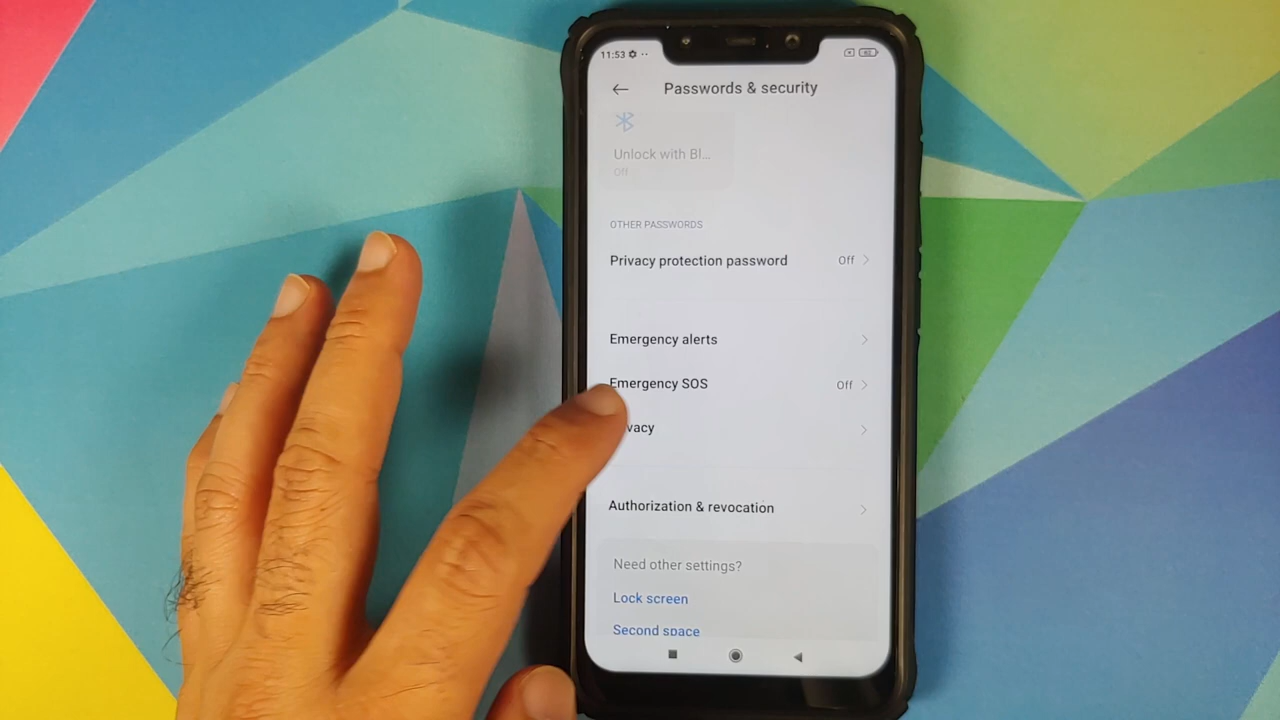 11:53
Passwords & security
Unlock with Bl...
Off
OTHER PASSWORDS
Privacy protection password
Off
Emergency alerts
Emergency SOS
Off
vacy
Authorization & revocation
Need other settings?
Lock screen
Second space